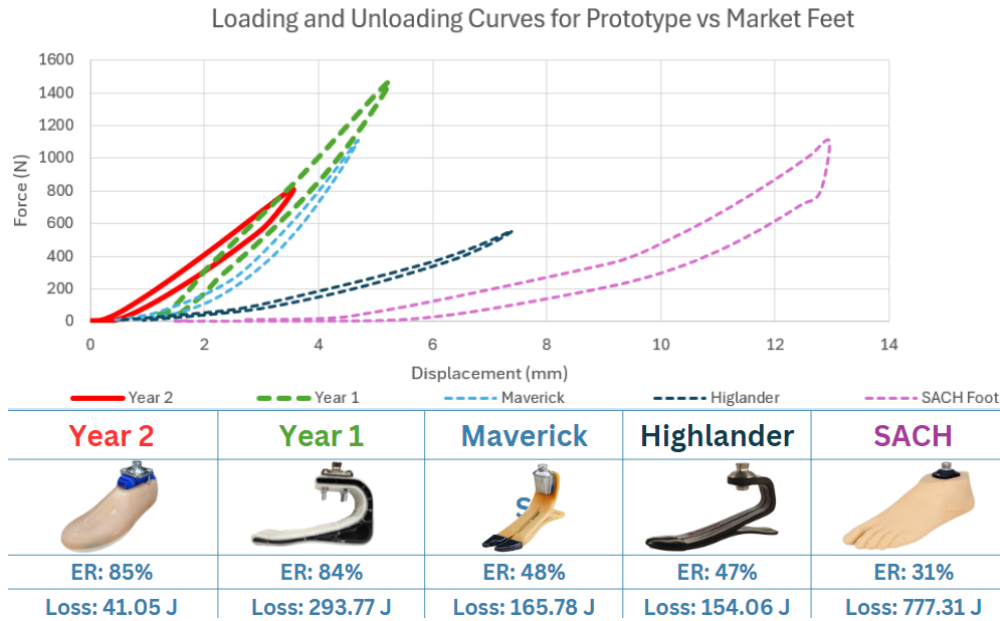 Loading and Unloading Curves for Prototype vs Market Feet
1600
1400
1200
1000
800
600
400
200
0
Force (N)
0 2 4 6 8 10 12 14
Displacement (mm)
Year 2 Year 1 Maverick Higlander SACH Foot
Year 2 Year 1 Maverick Highlander SACH
S
ER: 85% ER: 84% ER: 48% ER: 47% ER: 31%
Loss: 41.05 J Loss: 293.77 J Loss: 165.78 J Loss: 154.06 J Loss: 777.31 J